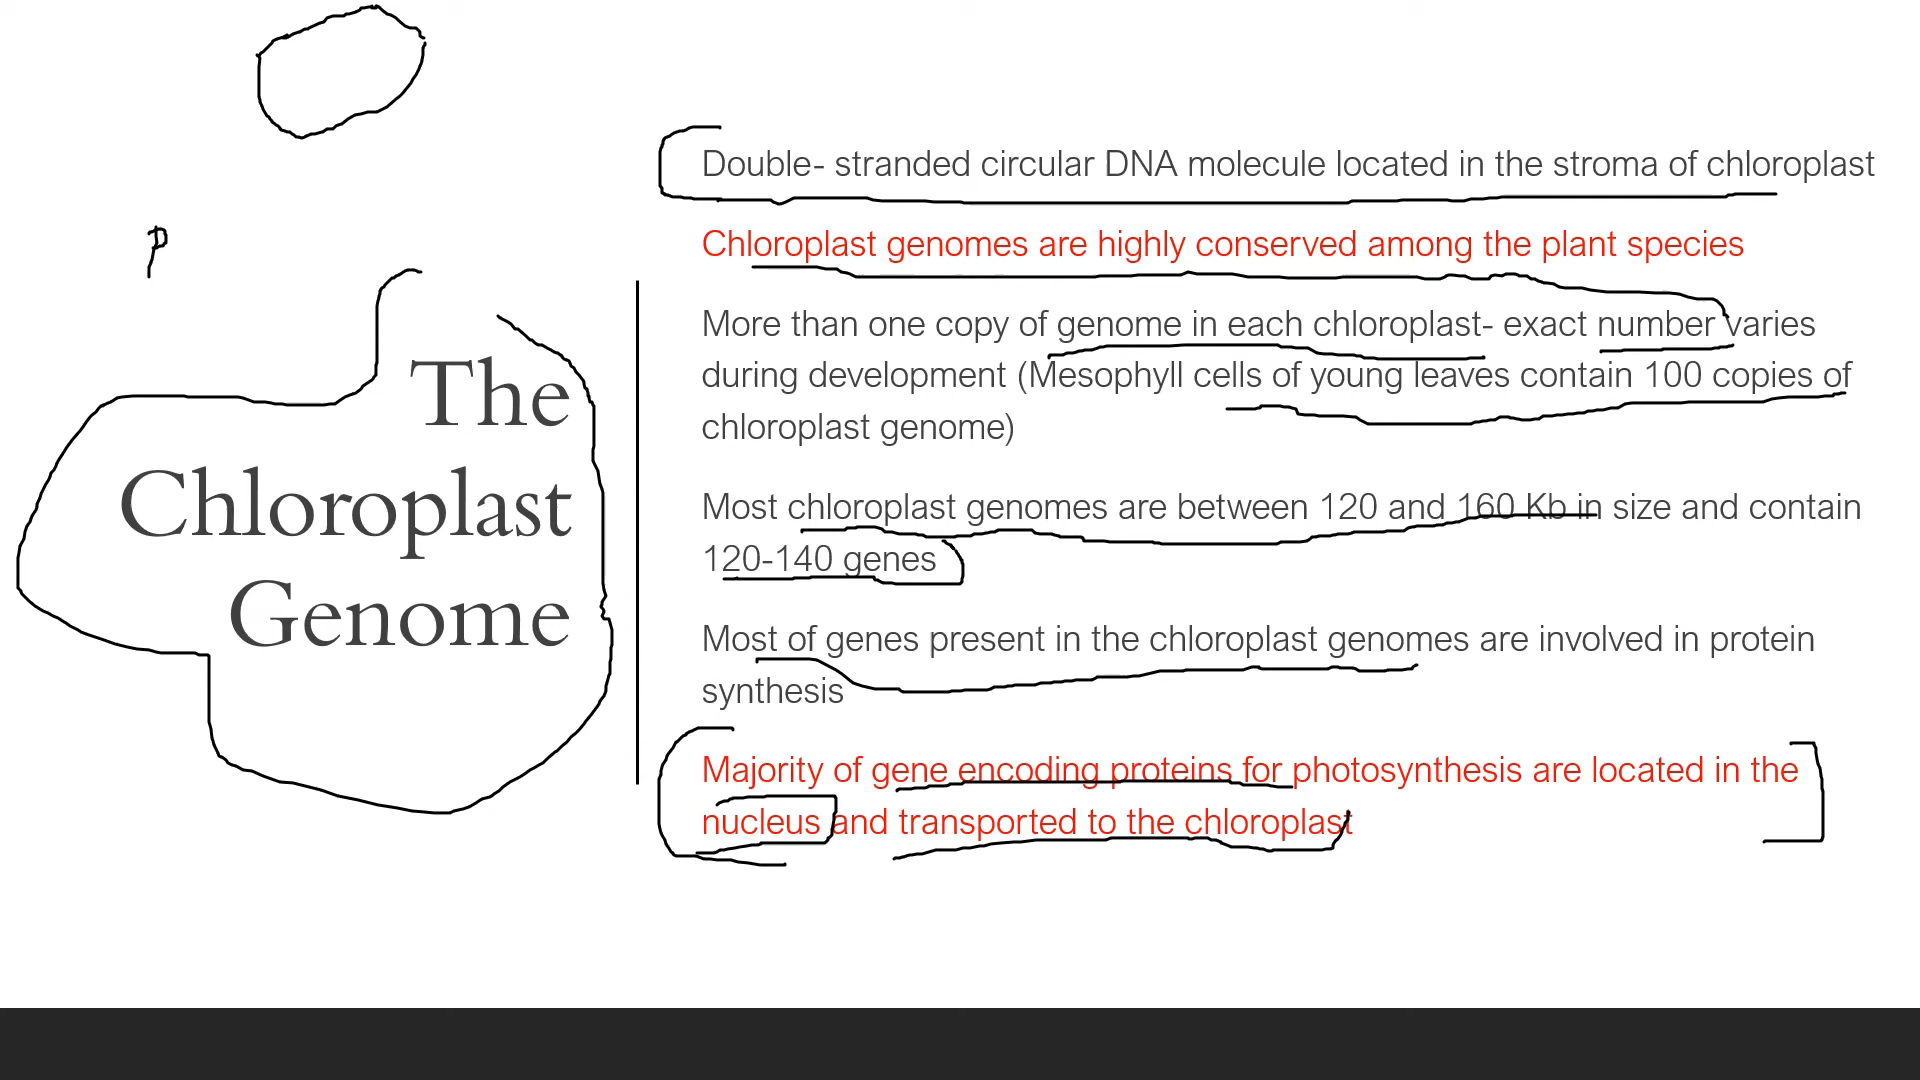 p
The
Chloroplast
Genome
Double- stranded circular DNA molecule located in the stroma of chloroplast
Chloroplast genomes are highly conserved among the plant species
More than one copy of genome in each chloroplast- exact number varies
during development (Mesophyll cells of young leaves contain 100 copies of
chloroplast genome)
Most chloroplast genomes are between 120 and 160 Kb in size and contain
120-140 genes
Most of genes present in the chloroplast genomes are involved in protein
synthesis
Majority of gene encoding proteins for photosynthesis are located in the
nucleus and transported to the chloroplast